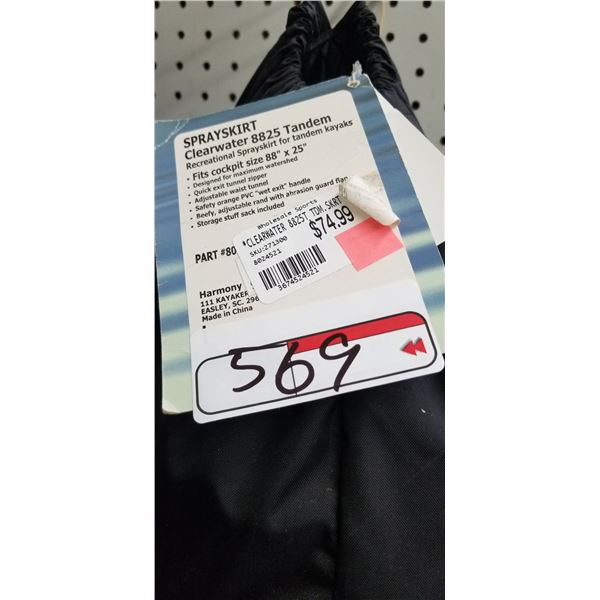 SPRAYSKIRT
Clearwater 8825 Tandem
Recreational Sprayskirt for tandem kayaks
• Fits cockpit size 88" x 25"
• Designed for maximum watershed
• Quick exit tunnel zipper
• Adjustable waist tunnel
• Safety orange PVC "wet exit" handle
• Beefy, adjustable rand with abrasion guard flap
• Storage stuff sack included
PART #80
Wholesale Sports
*CLEARWATER 8825T TDM.SKRT
SKU:271300
$74.99
8024521
3674524521
Harmony
111 KAYAKER
EASLEY, SC. 296
Made in China
569